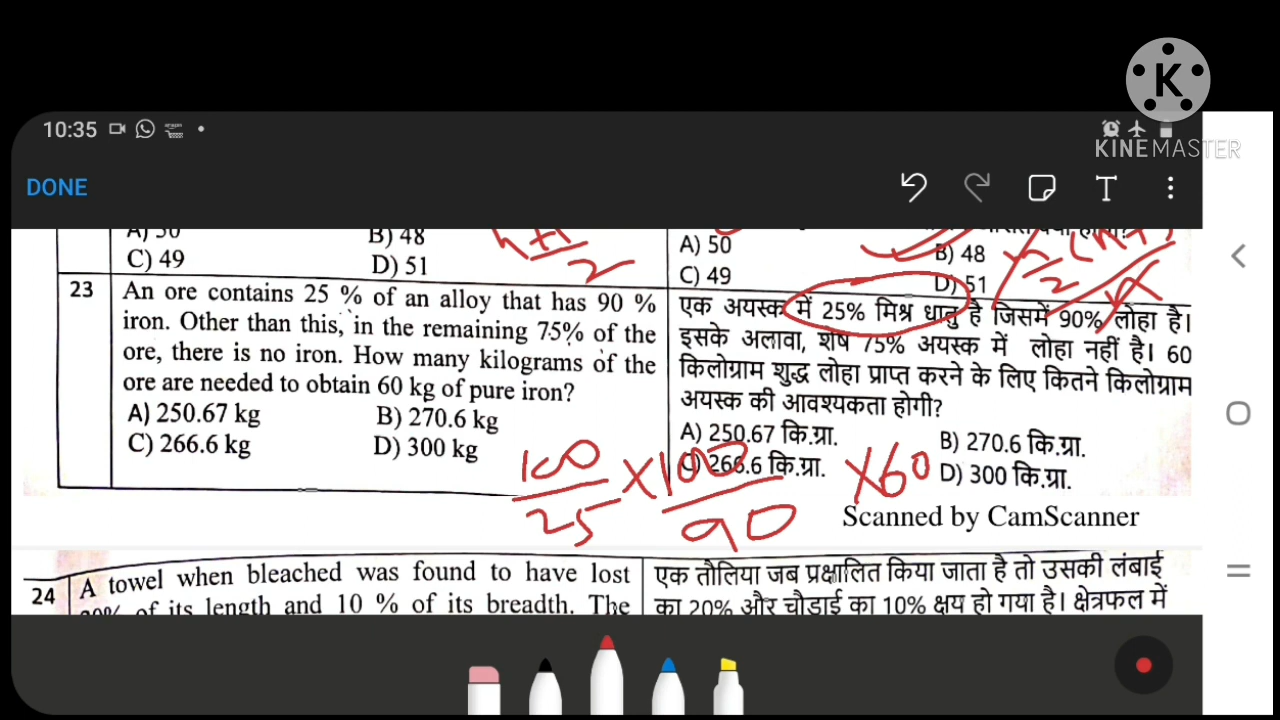 K
10:35
KINEMASTER
DONE
T
A) 50 B) 48
C) 49 D) 51
A) 50 B) 48
C) 49 D) 51
23
An ore contains 25 % of an alloy that has 90 %
iron. Other than this, in the remaining 75% of the
ore, there is no iron. How many kilograms of the
ore are needed to obtain 60 kg of pure iron?
A) 250.67 kg B) 270.6 kg
C) 266.6 kg D) 300 kg
एक अयस्क में 25% मिश्र धातु है जिसमें 90% लोहा है।
इसके अलावा, शेष 75% अयस्क में लोहा नहीं है। 60
किलोग्राम शुद्ध लोहा प्राप्त करने के लिए कितने किलोग्राम
अयस्क की आवश्यकता होगी?
A) 250.67 कि.ग्रा. B) 270.6 कि.ग्रा.
C) 266.6 कि.ग्रा. D) 300 कि.ग्रा.
100/25 × 100/90 × 60
Scanned by CamScanner
24
A towel when bleached was found to have lost
20% of its length and 10 % of its breadth. The
एक तौलिया जब प्रक्षालित किया जाता है तो उसकी लंबाई
का 20% और चौड़ाई का 10% क्षय हो गया है। क्षेत्रफल में